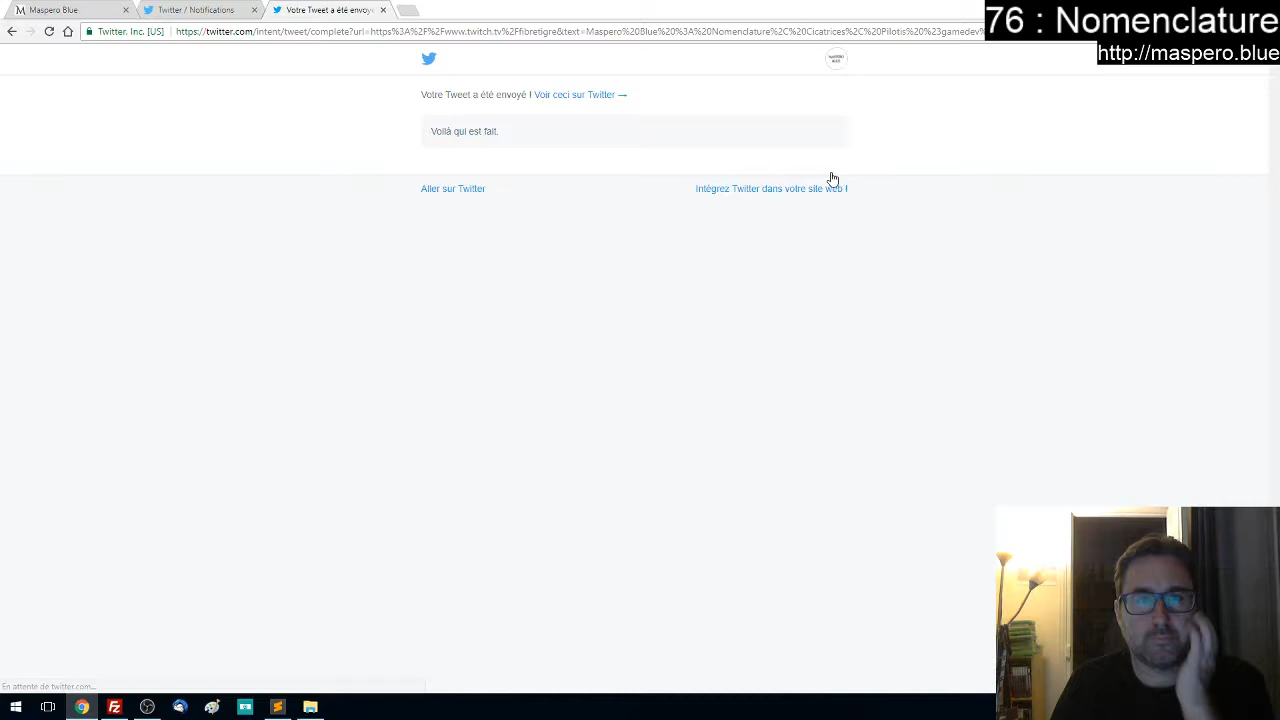 Maspero Blue
Twitter / Notifications
Votre Tweet a été envoyé
76 : Nomenclature
http://maspero.blue
Twitter, Inc. [US]
https://twitter.com/intent/tweet/complete?url=https%3A%2F%2Fwww.twitch.tv%2Ffibretigre&text=Maspero%20Blue%20%3A%20Nomenclature%2C%20Cicatrices%2C%20Pilotis%20%23gamedev%
Votre Tweet a été envoyé ! Voir ceci sur Twitter →
Voilà qui est fait.
Aller sur Twitter
Intégrez Twitter dans votre site web !
En attente de twitter.com...